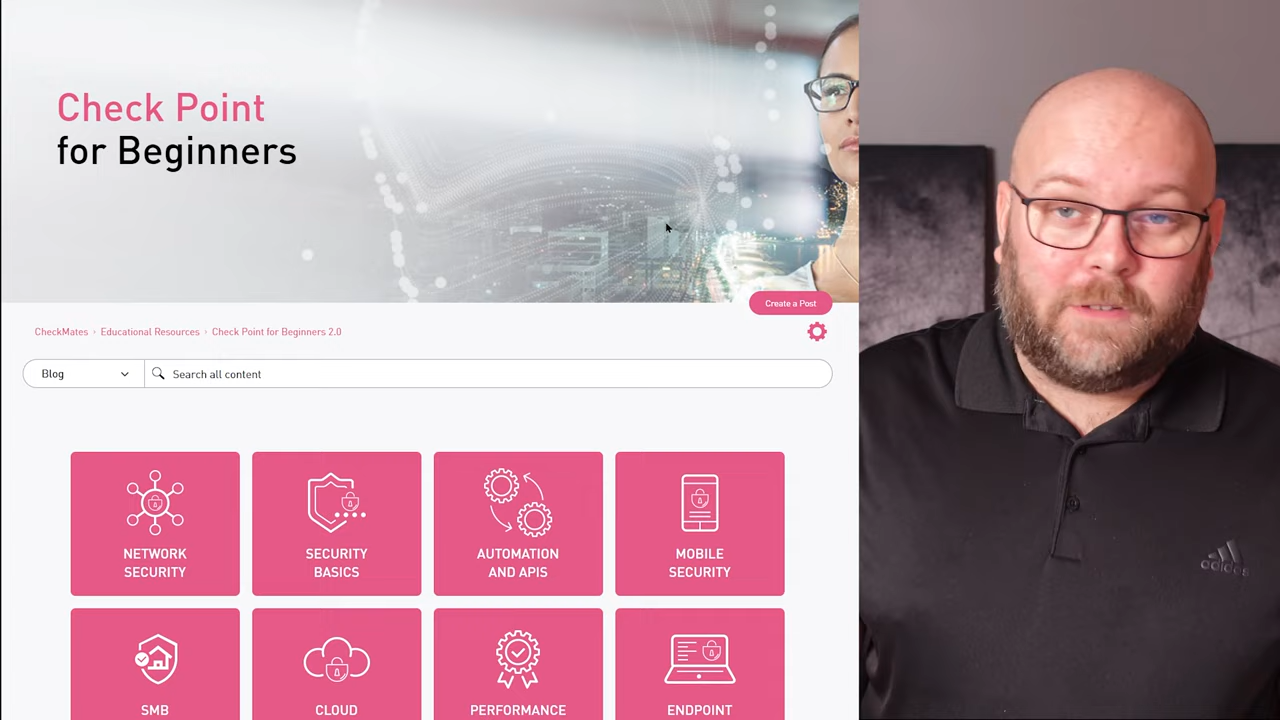 Check Point
for Beginners
Create a Post
CheckMates › Educational Resources › Check Point for Beginners 2.0
Blog
Search all content
NETWORK
SECURITY
SECURITY
BASICS
AUTOMATION
AND APIS
MOBILE
SECURITY
SMB
CLOUD
PERFORMANCE
ENDPOINT
adidas